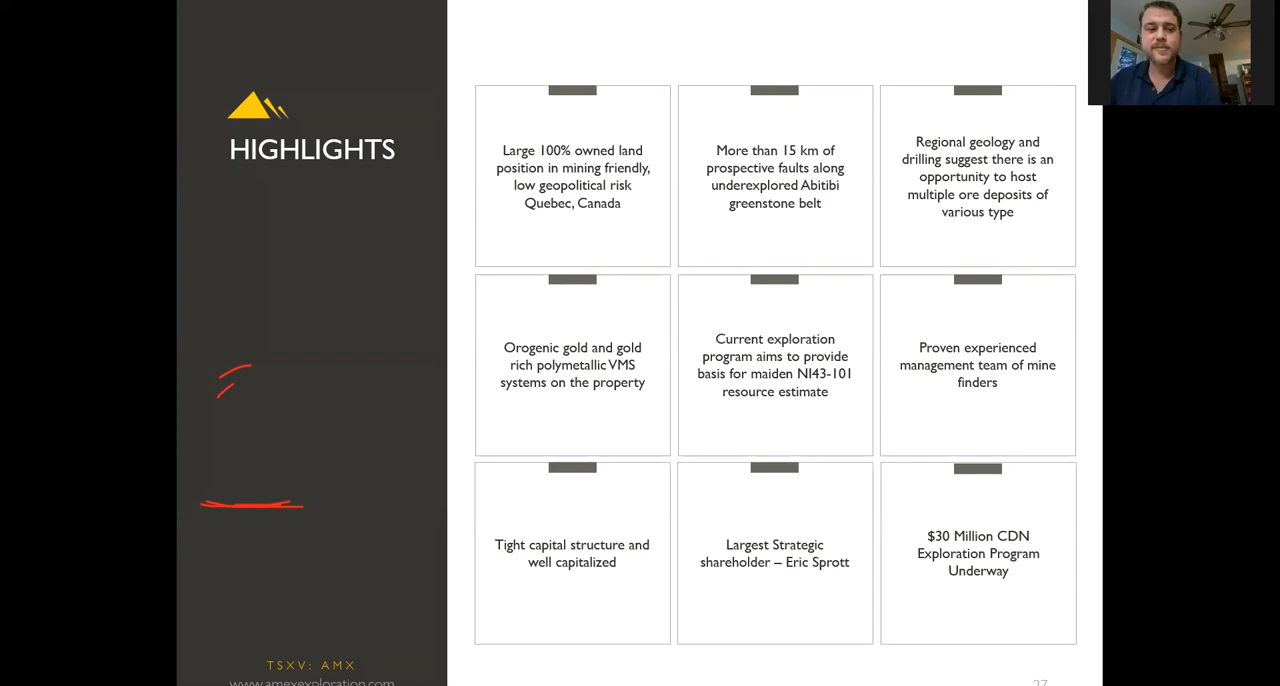 HIGHLIGHTS
Large 100% owned land
position in mining friendly,
low geopolitical risk
Quebec, Canada
More than 15 km of
prospective faults along
underexplored Abitibi
greenstone belt
Regional geology and
drilling suggest there is an
opportunity to host
multiple ore deposits of
various type
Orogenic gold and gold
rich polymetallic VMS
systems on the property
Current exploration
program aims to provide
basis for maiden NI43-101
resource estimate
Proven experienced
management team of mine
finders
Tight capital structure and
well capitalized
Largest Strategic
shareholder – Eric Sprott
$30 Million CDN
Exploration Program
Underway
TSXV: AMX
www.amexexploration.com
27